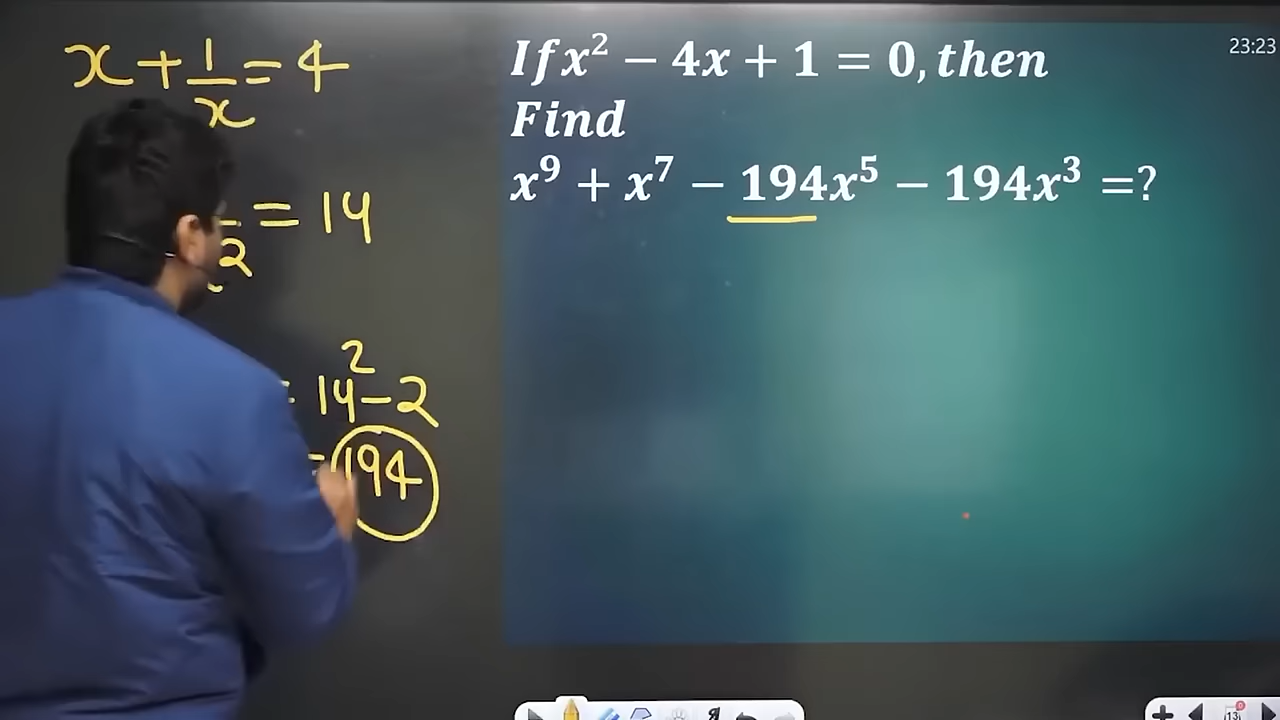 x + 1/x = 4
2 = 14
= 14² - 2
= 194
If x² − 4x + 1 = 0, then
Find
x⁹ + x⁷ − 194x⁵ − 194x³ =?
23:23
13